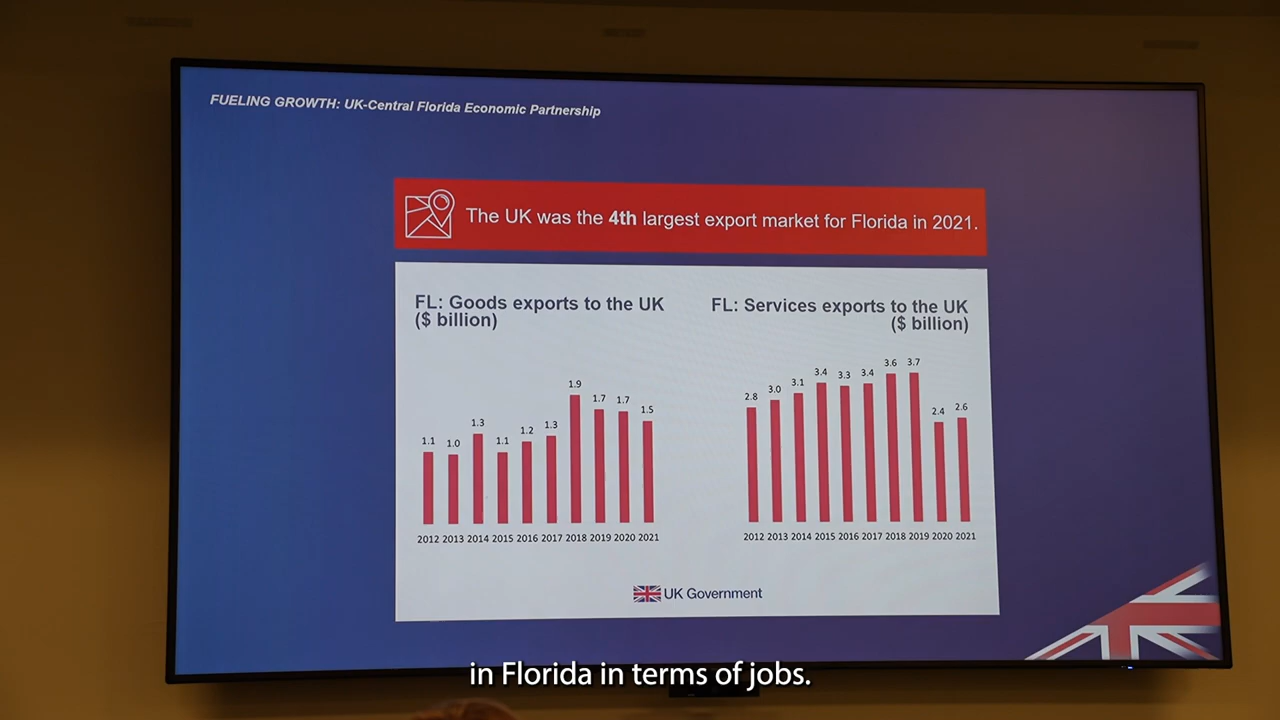 FUELING GROWTH: UK-Central Florida Economic Partnership
The UK was the 4th largest export market for Florida in 2021.
FL: Goods exports to the UK
($ billion)
1.1 1.0 1.3 1.1 1.2 1.3 1.9 1.7 1.7 1.5
2012 2013 2014 2015 2016 2017 2018 2019 2020 2021
FL: Services exports to the UK
($ billion)
2.8 3.0 3.1 3.4 3.3 3.4 3.6 3.7 2.4 2.6
2012 2013 2014 2015 2016 2017 2018 2019 2020 2021
UK Government
in Florida in terms of jobs.